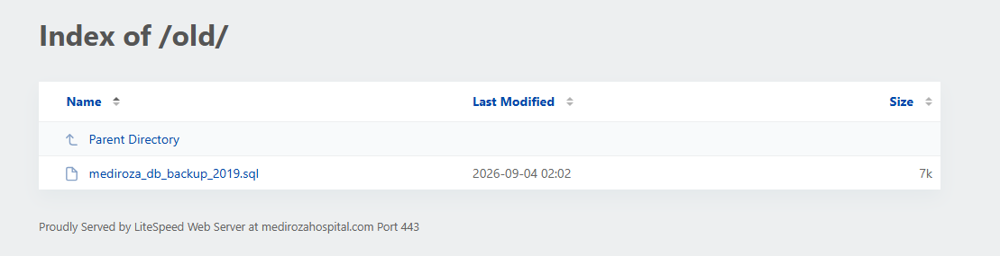 Index of /old/
Name Last Modified Size
Parent Directory
mediroza_db_backup_2019.sql 2026-09-04 02:02 7k
Proudly Served by LiteSpeed Web Server at medirozahospital.com Port 443